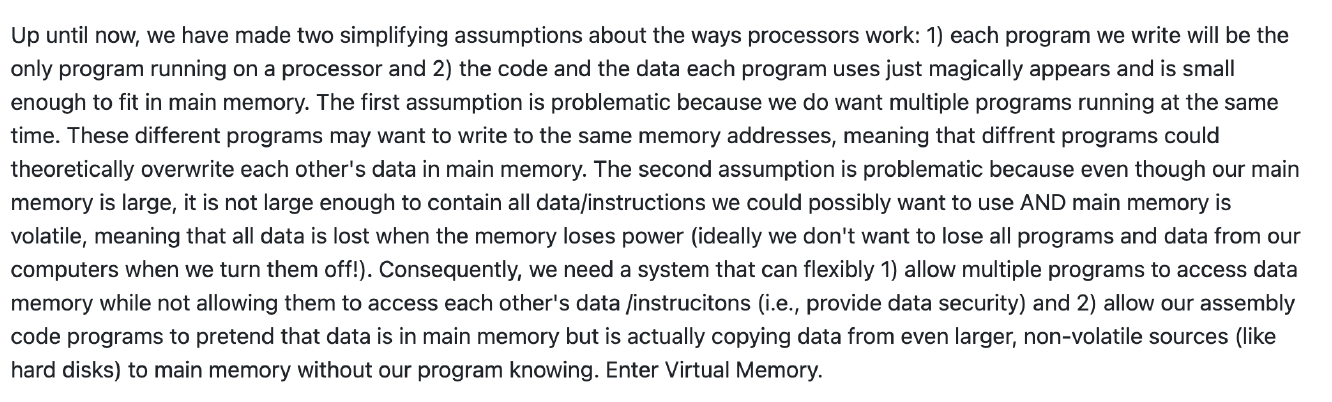 Up until now, we have made two simplifying assumptions about the ways processors work: 1) each program we write will be the
only program running on a processor and 2) the code and the data each program uses just magically appears and is small
enough to fit in main memory. The first assumption is problematic because we do want multiple programs running at the same
time. These different programs may want to write to the same memory addresses, meaning that diffrent programs could
theoretically overwrite each other's data in main memory. The second assumption is problematic because even though our main
memory is large, it is not large enough to contain all data/instructions we could possibly want to use AND main memory is
volatile, meaning that all data is lost when the memory loses power (ideally we don't want to lose all programs and data from our
computers when we turn them off!). Consequently, we need a system that can flexibly 1) allow multiple programs to access data
memory while not allowing them to access each other's data /instrucitons (i.e., provide data security) and 2) allow our assembly
code programs to pretend that data is in main memory but is actually copying data from even larger, non-volatile sources (like
hard disks) to main memory without our program knowing. Enter Virtual Memory.